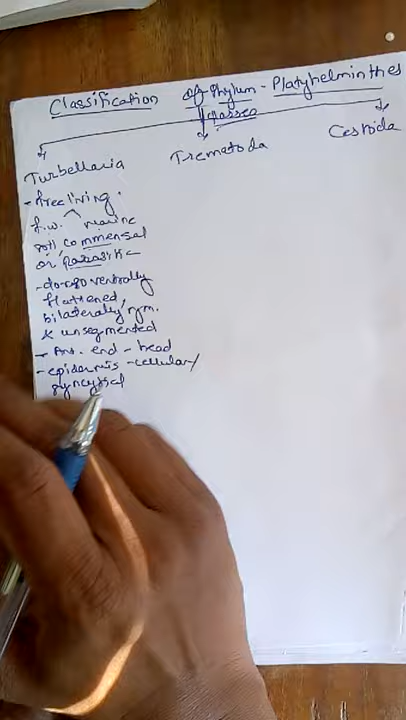 Classification of Phylum - Platyhelminthes
classes
Turbellaria
Trematoda
Cestoda
- free living.
f.w. marine
still commensal
or parasitic
- dorsoventrally
flattened,
bilaterally sym.
& unsegmented
- Ant. end - head
- epidermis - cellular/
syncytial